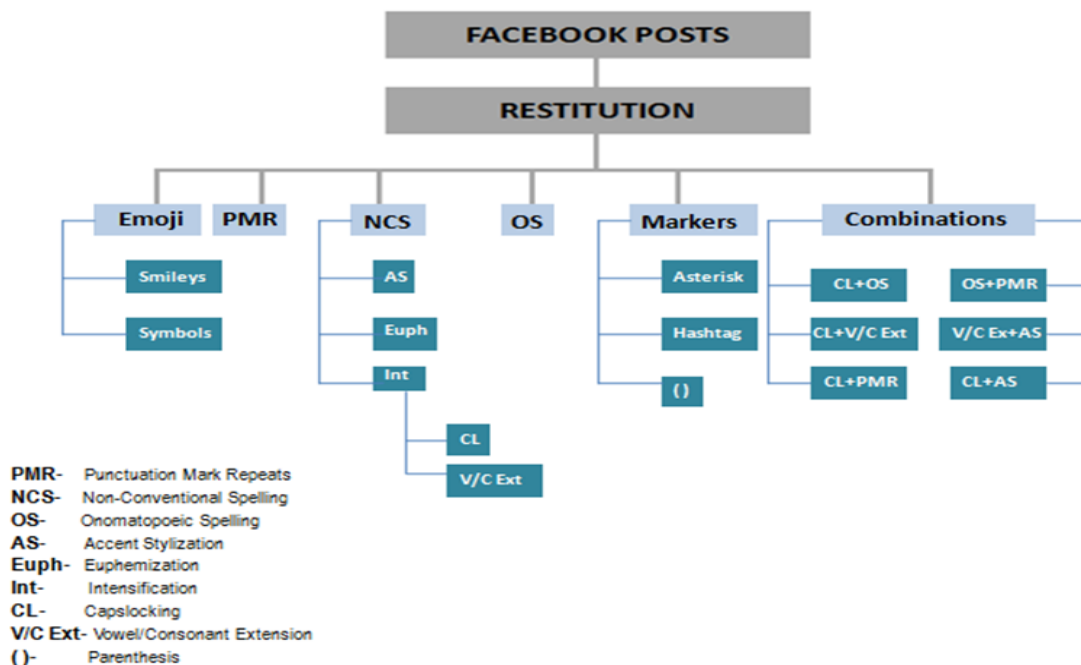 FACEBOOK POSTS
RESTITUTION
Emoji PMR NCS OS Markers Combinations
Smileys AS Asterisk CL+OS OS+PMR
Symbols Euph Hashtag CL+V/C Ext V/C Ex+AS
Int ( ) CL+PMR CL+AS
CL
V/C Ext
PMR- Punctuation Mark Repeats
NCS- Non-Conventional Spelling
OS- Onomatopoeic Spelling
AS- Accent Stylization
Euph- Euphemization
Int- Intensification
CL- Capslocking
V/C Ext- Vowel/Consonant Extension
( )- Parenthesis